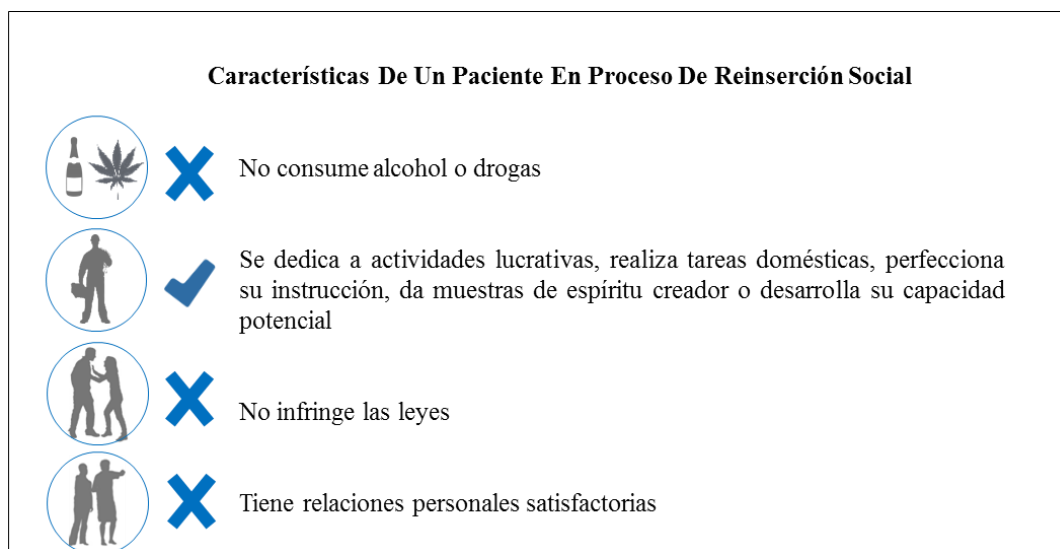 Características De Un Paciente En Proceso De Reinserción Social
No consume alcohol o drogas
Se dedica a actividades lucrativas, realiza tareas domésticas, perfecciona
su instrucción, da muestras de espíritu creador o desarrolla su capacidad
potencial
No infringe las leyes
Tiene relaciones personales satisfactorias